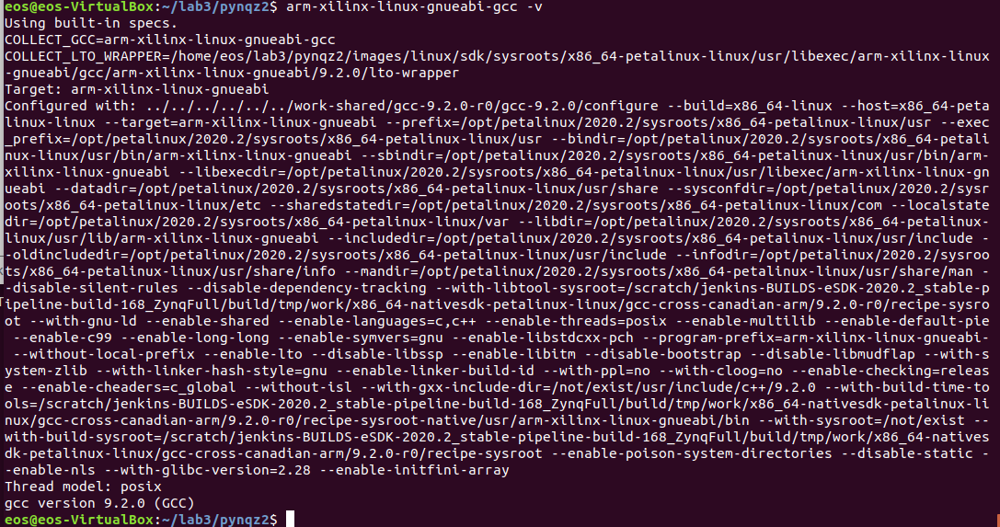 eos@eos-VirtualBox:~/lab3/pynqz2$ arm-xilinx-linux-gnueabi-gcc -v
Using built-in specs.
COLLECT_GCC=arm-xilinx-linux-gnueabi-gcc
COLLECT_LTO_WRAPPER=/home/eos/lab3/pynqz2/images/linux/sdk/sysroots/x86_64-petalinux-linux/usr/libexec/arm-xilinx-linux
-gnueabi/gcc/arm-xilinx-linux-gnueabi/9.2.0/lto-wrapper
Target: arm-xilinx-linux-gnueabi
Configured with: ../../../../../../work-shared/gcc-9.2.0-r0/gcc-9.2.0/configure --build=x86_64-linux --host=x86_64-peta
linux-linux --target=arm-xilinx-linux-gnueabi --prefix=/opt/petalinux/2020.2/sysroots/x86_64-petalinux-linux/usr --exec
_prefix=/opt/petalinux/2020.2/sysroots/x86_64-petalinux-linux/usr --bindir=/opt/petalinux/2020.2/sysroots/x86_64-petali
nux-linux/usr/bin/arm-xilinx-linux-gnueabi --sbindir=/opt/petalinux/2020.2/sysroots/x86_64-petalinux-linux/usr/bin/arm-
xilinx-linux-gnueabi --libexecdir=/opt/petalinux/2020.2/sysroots/x86_64-petalinux-linux/usr/libexec/arm-xilinx-linux-gn
ueabi --datadir=/opt/petalinux/2020.2/sysroots/x86_64-petalinux-linux/usr/share --sysconfdir=/opt/petalinux/2020.2/sysr
oots/x86_64-petalinux-linux/etc --sharedstatedir=/opt/petalinux/2020.2/sysroots/x86_64-petalinux-linux/com --localstate
dir=/opt/petalinux/2020.2/sysroots/x86_64-petalinux-linux/var --libdir=/opt/petalinux/2020.2/sysroots/x86_64-petalinux-
linux/usr/lib/arm-xilinx-linux-gnueabi --includedir=/opt/petalinux/2020.2/sysroots/x86_64-petalinux-linux/usr/include -
-oldincludedir=/opt/petalinux/2020.2/sysroots/x86_64-petalinux-linux/usr/include --infodir=/opt/petalinux/2020.2/sysroo
ts/x86_64-petalinux-linux/usr/share/info --mandir=/opt/petalinux/2020.2/sysroots/x86_64-petalinux-linux/usr/share/man -
-disable-silent-rules --disable-dependency-tracking --with-libtool-sysroot=/scratch/jenkins-BUILDS-eSDK-2020.2_stable-p
ipeline-build-168_ZynqFull/build/tmp/work/x86_64-nativesdk-petalinux-linux/gcc-cross-canadian-arm/9.2.0-r0/recipe-sysro
ot --with-gnu-ld --enable-shared --enable-languages=c,c++ --enable-threads=posix --enable-multilib --enable-default-pie
 --enable-c99 --enable-long-long --enable-symvers=gnu --enable-libstdcxx-pch --program-prefix=arm-xilinx-linux-gnueabi-
 --without-local-prefix --enable-lto --disable-libssp --enable-libitm --disable-bootstrap --disable-libmudflap --with-s
ystem-zlib --with-linker-hash-style=gnu --enable-linker-build-id --with-ppl=no --with-cloog=no --enable-checking=releas
e --enable-cheaders=c_global --without-isl --with-gxx-include-dir=/not/exist/usr/include/c++/9.2.0 --with-build-time-to
ols=/scratch/jenkins-BUILDS-eSDK-2020.2_stable-pipeline-build-168_ZynqFull/build/tmp/work/x86_64-nativesdk-petalinux-li
nux/gcc-cross-canadian-arm/9.2.0-r0/recipe-sysroot-native/usr/arm-xilinx-linux-gnueabi/bin --with-sysroot=/not/exist --
with-build-sysroot=/scratch/jenkins-BUILDS-eSDK-2020.2_stable-pipeline-build-168_ZynqFull/build/tmp/work/x86_64-natives
dk-petalinux-linux/gcc-cross-canadian-arm/9.2.0-r0/recipe-sysroot --enable-poison-system-directories --disable-static -
-enable-nls --with-glibc-version=2.28 --enable-initfini-array
Thread model: posix
gcc version 9.2.0 (GCC)
eos@eos-VirtualBox:~/lab3/pynqz2$